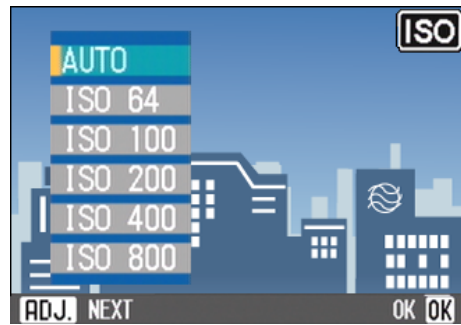 ISO
AUTO
ISO 64
ISO 100
ISO 200
ISO 400
ISO 800
ADJ. NEXT OK OK